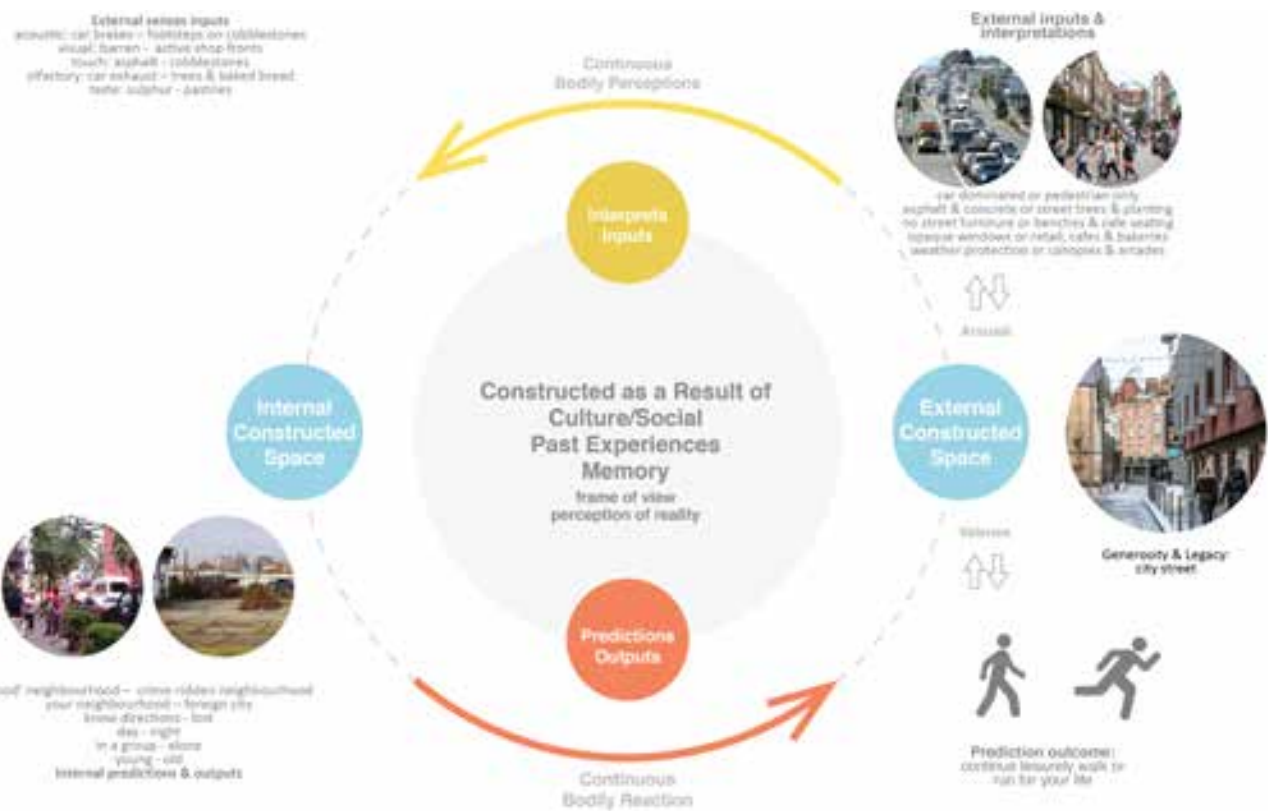 External senses inputs
acoustic: car brakes – footsteps on cobblestones
visual: barren – active shop fronts
touch: asphalt - cobblestones
olfactory: car exhaust – trees & baked bread
taste: sulphur - pastries
Continuous
Bodily Perceptions
External inputs &
interpretations
car dominated or pedestrian only
asphalt & concrete or street trees & planting
no street furniture or benches & cafe seating
opaque windows or retail, cafes & bakeries
weather protection or canopies & arcades
Arousal
Interprets
Inputs
Internal
Constructed
Space
Constructed as a Result of
Culture/Social
Past Experiences
Memory
frame of view
perception of reality
External
Constructed
Space
Valence
Generosity & Legacy
city street
Predictions
Outputs
neighbourhood – crime ridden neighbourhood
your neighbourhood – foreign city
know directions - lost
day - night
in a group - alone
young - old
Internal predictions & outputs
Continuous
Bodily Reaction
Prediction outcome:
continue leisurely walk or
run for your life